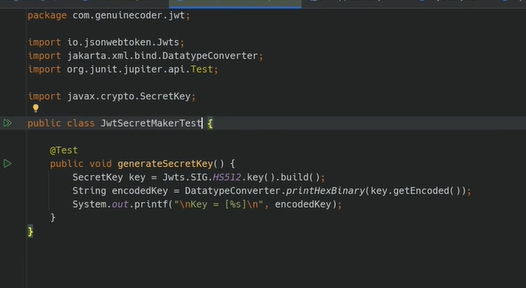 package com.genuinecoder.jwt;
import io.jsonwebtoken.Jwts;
import jakarta.xml.bind.DatatypeConverter;
import org.junit.jupiter.api.Test;
import javax.crypto.SecretKey;
public class JwtSecretMakerTest {
@Test
public void generateSecretKey() {
SecretKey key = Jwts.SIG.HS512.key().build();
String encodedKey = DatatypeConverter.printHexBinary(key.getEncoded());
System.out.printf("\nKey = [%s]\n", encodedKey);
}
}